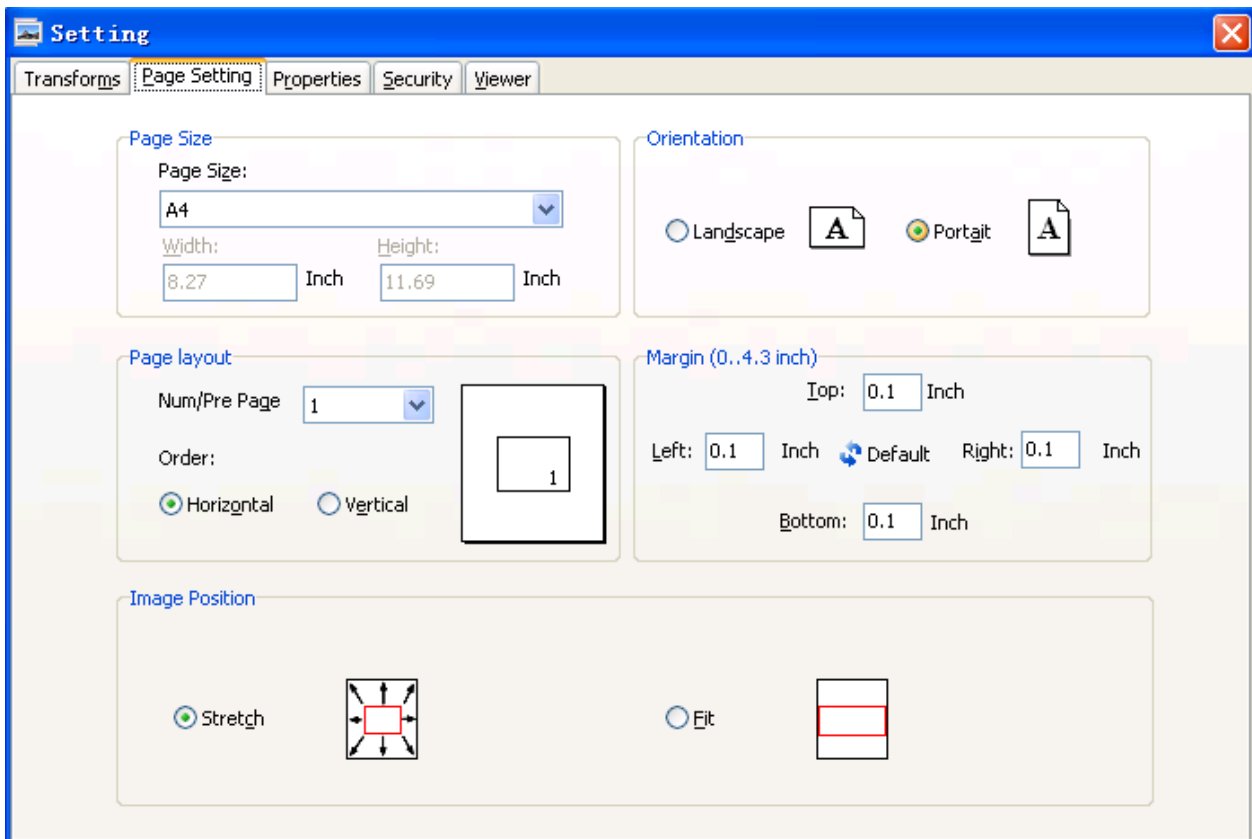 Setting
Transforms Page Setting Properties Security Viewer
Page Size
Page Size:
A4
Width: Height:
8.27 Inch 11.69 Inch
Orientation
Landscape A Portait A
Page layout
Num/Pre Page 1
Order:
Horizontal Vertical
1
Margin (0..4.3 inch)
Top: 0.1 Inch
Left: 0.1 Inch Default Right: 0.1 Inch
Bottom: 0.1 Inch
Image Position
Stretch Fit